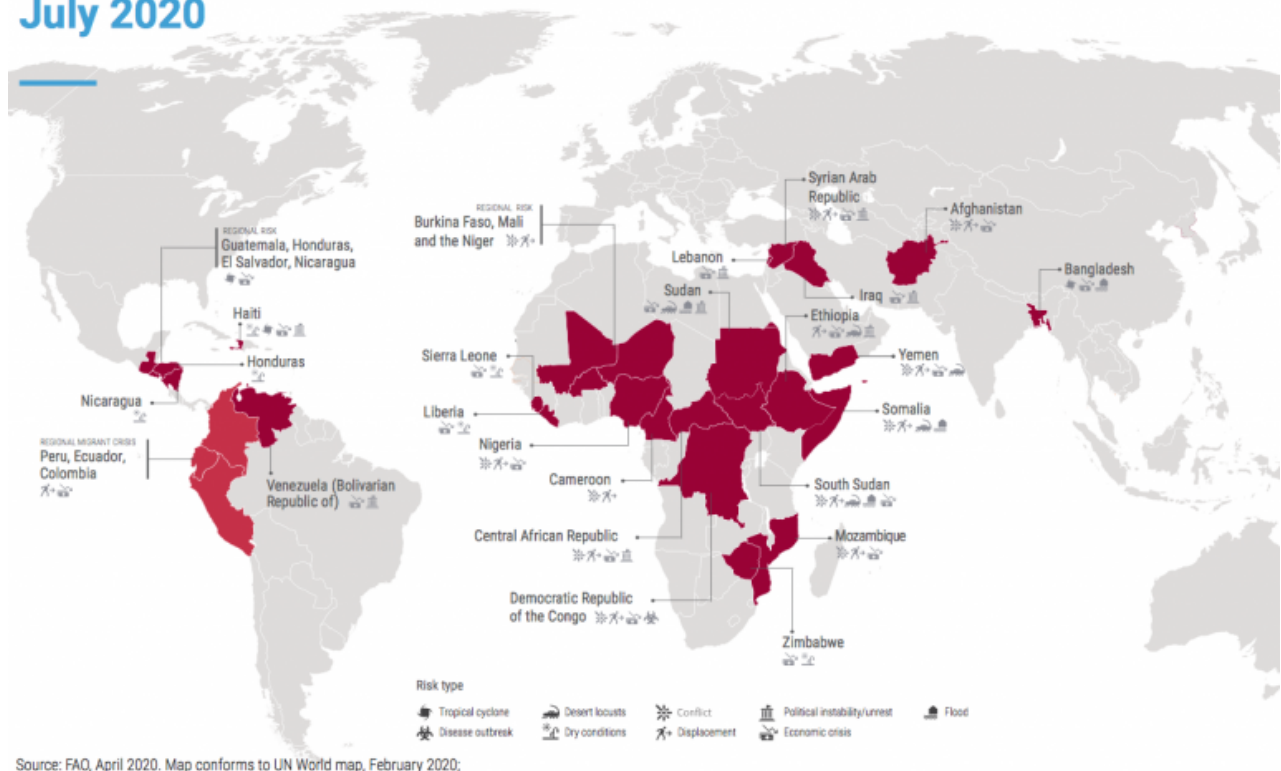 July 2020
REGIONAL RISK
Guatemala, Honduras,
El Salvador, Nicaragua
Haiti
Honduras
Nicaragua
REGIONAL MIGRANT CRISIS
Peru, Ecuador,
Colombia
Venezuela (Bolivarian
Republic of)
REGIONAL RISK
Burkina Faso, Mali
and the Niger
Sierra Leone
Liberia
Nigeria
Cameroon
Central African Republic
Democratic Republic
of the Congo
Lebanon
Sudan
Syrian Arab
Republic
Afghanistan
Bangladesh
Iraq
Ethiopia
Yemen
Somalia
South Sudan
Mozambique
Zimbabwe
Risk type
Tropical cyclone
Desert locusts
Conflict
Political instability/unrest
Flood
Disease outbreak
Dry conditions
Displacement
Economic crisis
Source: FAO, April 2020. Map conforms to UN World map, February 2020;